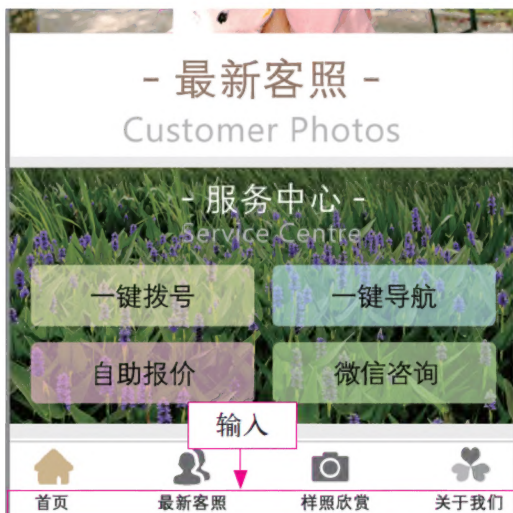 - 最新客照 -
Customer Photos
- 服务中心 -
Service Centre
一键拨号 一键导航
自助报价 微信咨询
输入
首页 最新客照 样照欣赏 关于我们